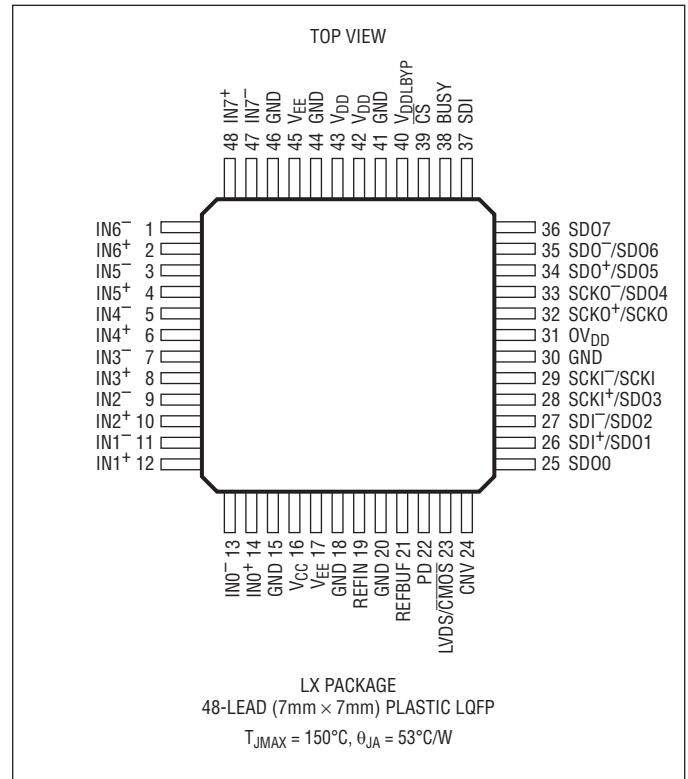 TOP VIEW
48 IN7⁺
47 IN7⁻
46 GND
45 VEE
44 GND
43 VDD
42 VDD
41 GND
40 VDDLBYP
39 C̅S̅
38 BUSY
37 SDI
IN6⁻ 1
IN6⁺ 2
IN5⁻ 3
IN5⁺ 4
IN4⁻ 5
IN4⁺ 6
IN3⁻ 7
IN3⁺ 8
IN2⁻ 9
IN2⁺ 10
IN1⁻ 11
IN1⁺ 12
36 SDO7
35 SDO⁻/SDO6
34 SDO⁺/SDO5
33 SCKO⁻/SDO4
32 SCKO⁺/SCKO
31 OVDD
30 GND
29 SCKI⁻/SCKI
28 SCKI⁺/SDO3
27 SDI⁻/SDO2
26 SDI⁺/SDO1
25 SDO0
IN0⁻ 13
IN0⁺ 14
GND 15
VCC 16
VEE 17
GND 18
REFIN 19
GND 20
REFBUF 21
PD 22
LVDS/C̅M̅O̅S̅ 23
CNV 24
LX PACKAGE
48-LEAD (7mm × 7mm) PLASTIC LQFP
TJMAX = 150°C, θJA = 53°C/W